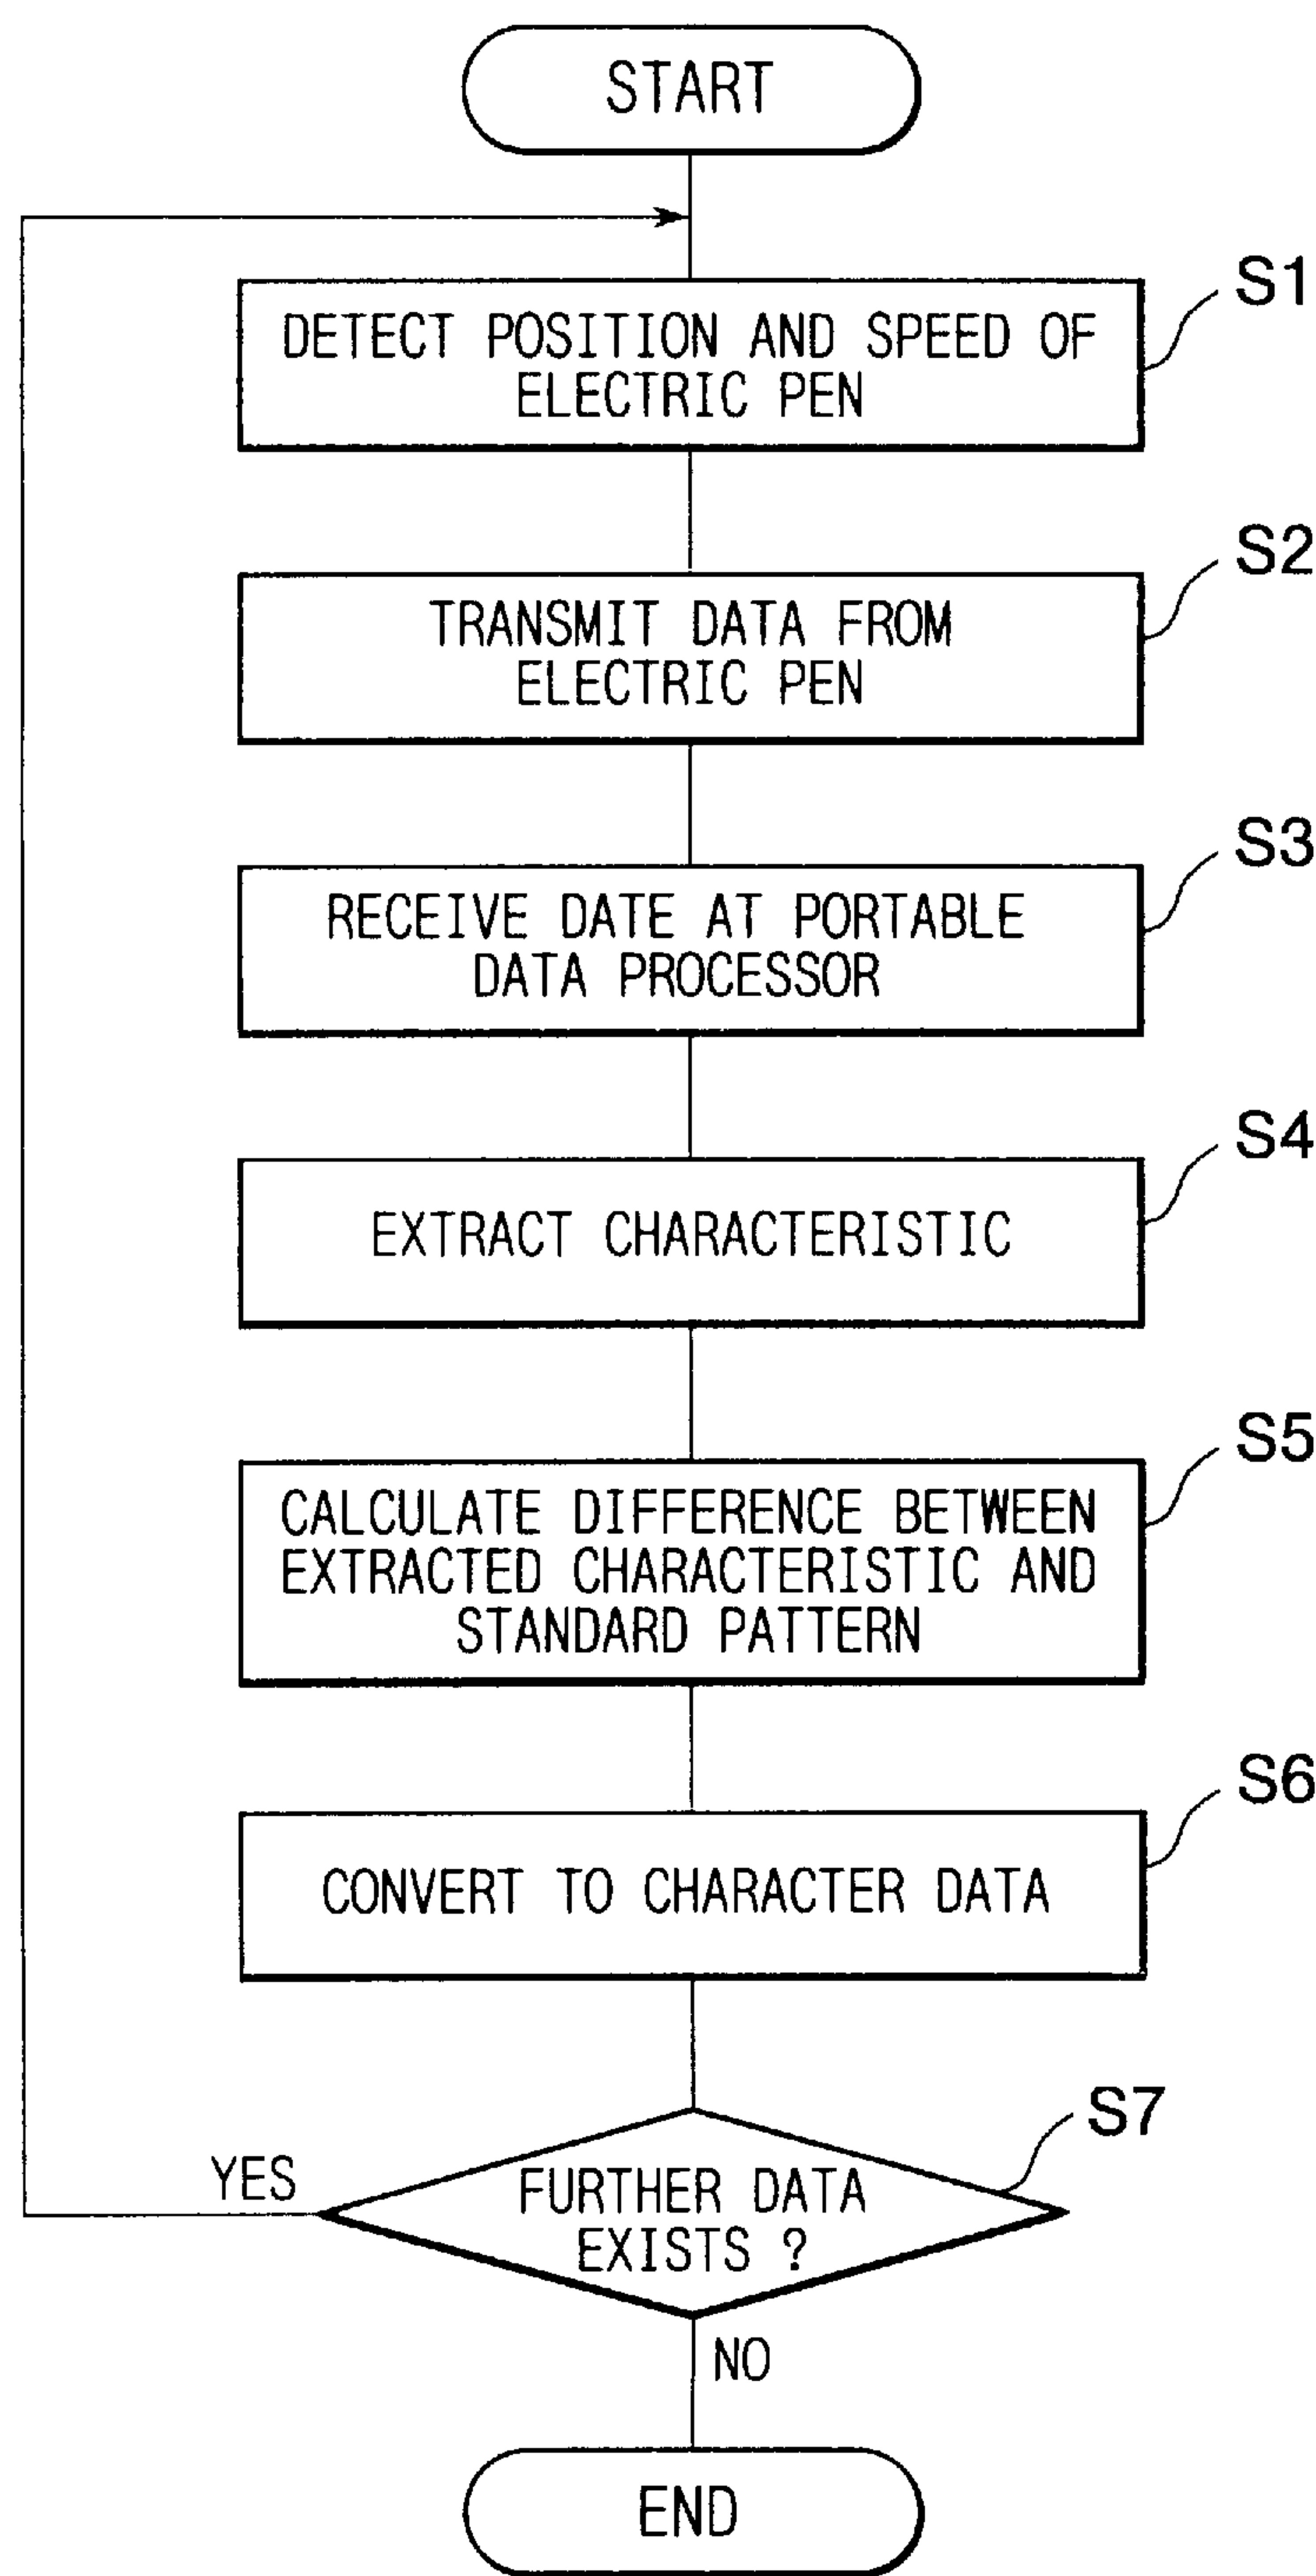 START
S1
DETECT POSITION AND SPEED OF
ELECTRIC PEN
S2
TRANSMIT DATA FROM
ELECTRIC PEN
S3
RECEIVE DATE AT PORTABLE
DATA PROCESSOR
S4
EXTRACT CHARACTERISTIC
S5
CALCULATE DIFFERENCE BETWEEN
EXTRACTED CHARACTERISTIC AND
STANDARD PATTERN
S6
CONVERT TO CHARACTER DATA
S7
YES
FURTHER DATA
EXISTS ?
NO
END